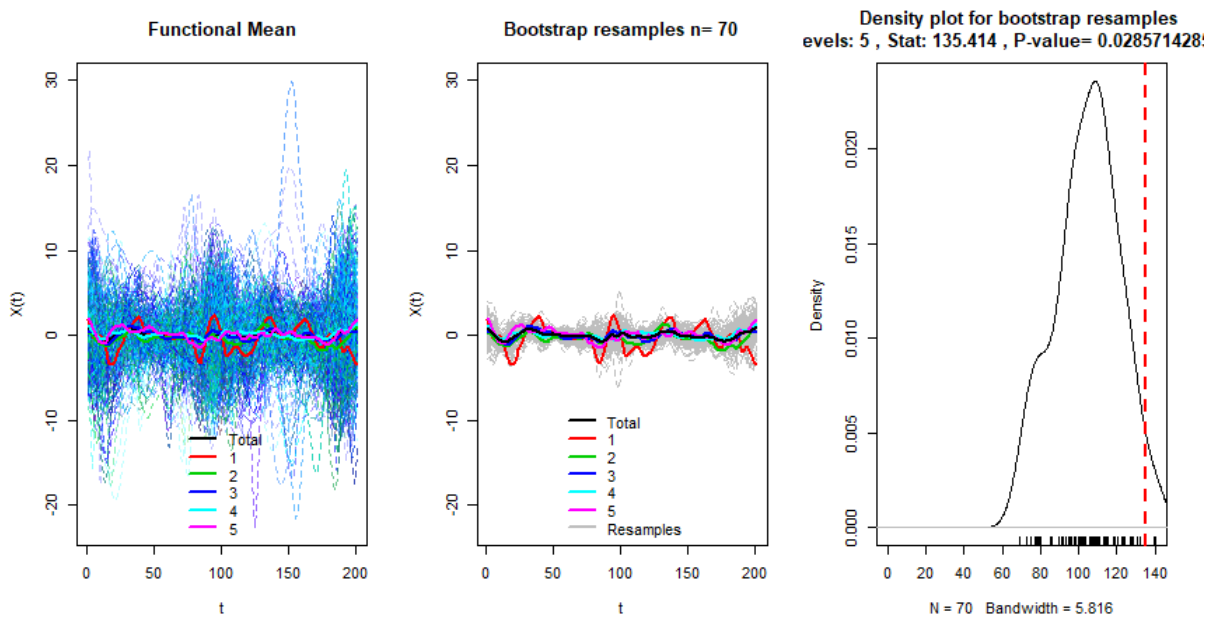 Functional Mean
30
20
10
0
-10
-20
X(t)
Total
1
2
3
4
5
0 50 100 150 200
t
Bootstrap resamples n= 70
30
20
10
0
-10
-20
X(t)
Total
1
2
3
4
5
Resamples
0 50 100 150 200
t
Density plot for bootstrap resamples
evels: 5 , Stat: 135.414 , P-value= 0.028571428
0.020
0.015
0.010
0.005
0.000
Density
0 20 40 60 80 100 120 140
N = 70 Bandwidth = 5.816